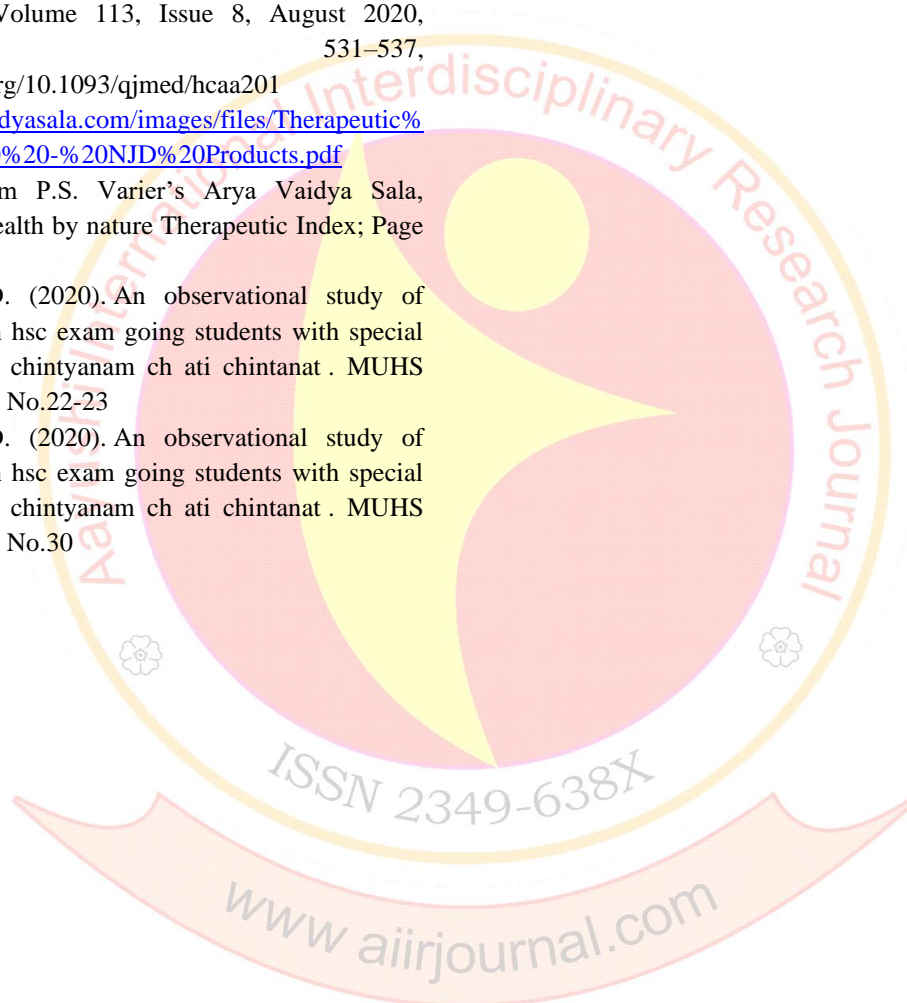 Volume 113, Issue 8, August 2020,
531–537,
rg/10.1093/qjmed/hcaa201
dyasala.com/images/files/Therapeutic%
%20-%20NJD%20Products.pdf
m P.S. Varier's Arya Vaidya Sala,
ealth by nature Therapeutic Index; Page
D. (2020). An observational study of
n hsc exam going students with special
chintyanam ch ati chintanat . MUHS
No.22-23
D. (2020). An observational study of
n hsc exam going students with special
chintyanam ch ati chintanat . MUHS
No.30
Aayushi International Interdisciplinary Research Journal
ISSN 2349-638X
www aiirjournal.com